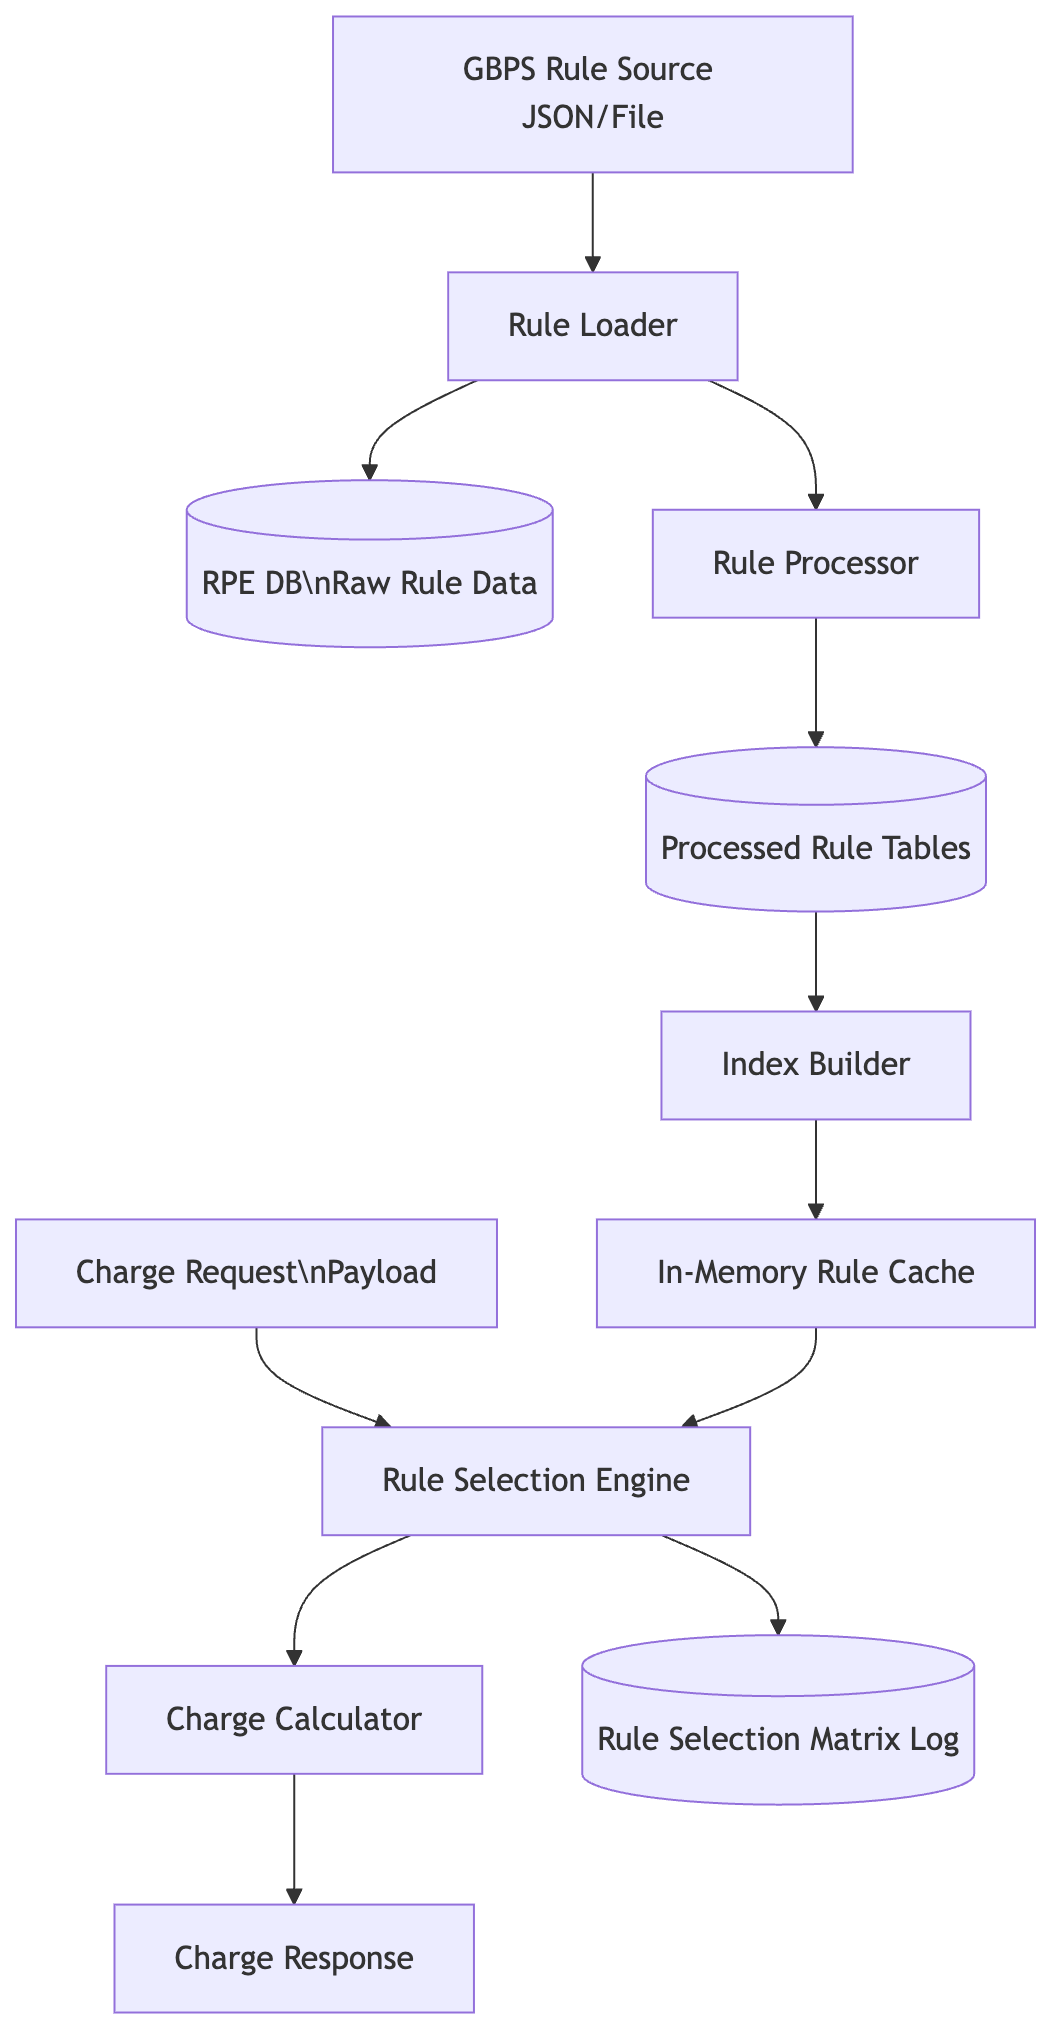 GBPS Rule Source
JSON/File
Rule Loader
RPE DB\nRaw Rule Data
Rule Processor
Processed Rule Tables
Index Builder
Charge Request\nPayload
In-Memory Rule Cache
Rule Selection Engine
Charge Calculator
Rule Selection Matrix Log
Charge Response